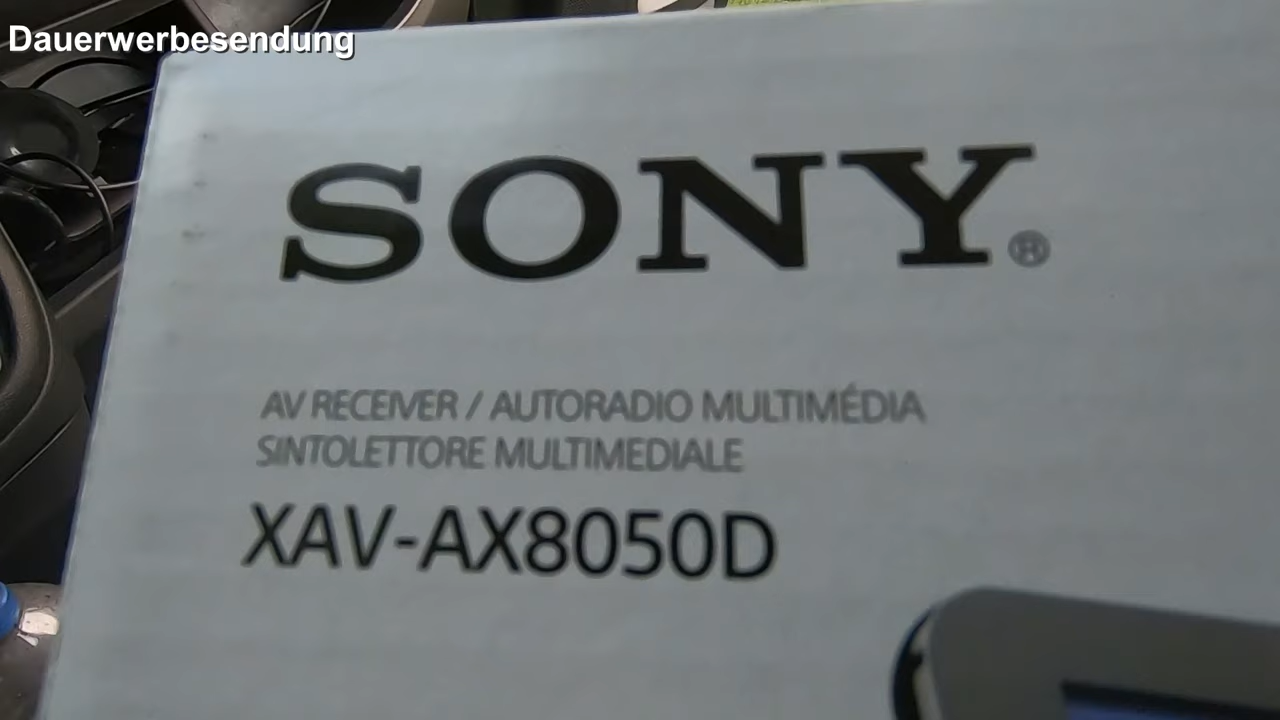 Dauerwerbesendung
SONY®
AV RECEIVER / AUTORADIO MULTIMÉDIA
SINTOLETTORE MULTIMEDIALE
XAV-AX8050D